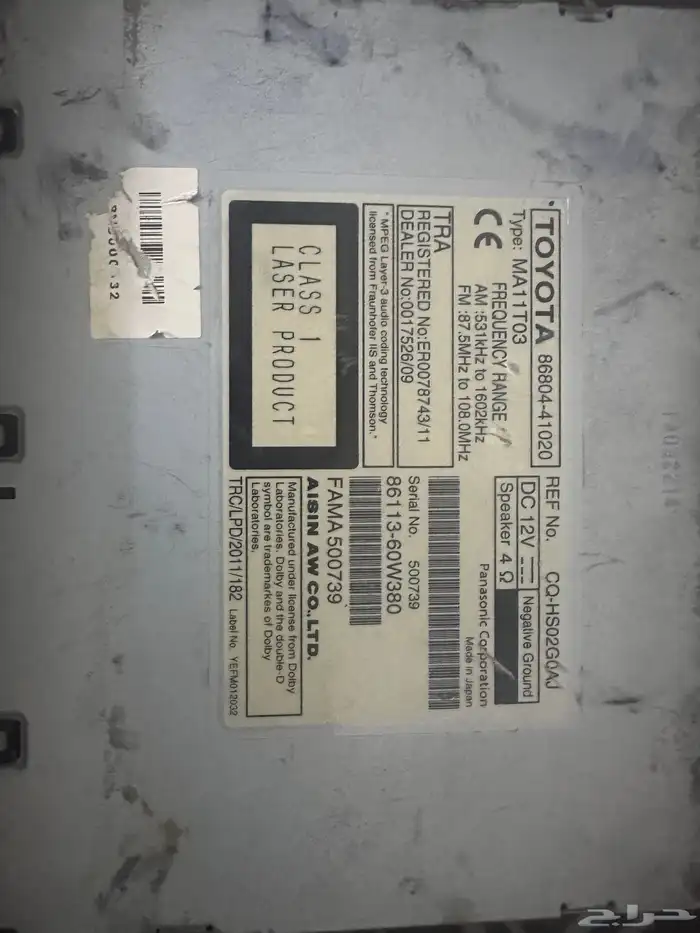 TOYOTA 86804-41020
Type: MA11T03
CE
FREQUENCY RANGE
AM :531kHz to 1602kHz
FM :87.5MHz to 108.0MHz
TRA
REGISTERED No:ER0078743/11
DEALER No:0017526/09
"MPEG Layer-3 audio coding technology
licensed from Fraunhofer IIS and Thomson."
CLASS 1
LASER PRODUCT
REF No. CQ-HS02G0AJ
DC 12V
Negative Ground
Speaker 4 Ω
Panasonic Corporation
Made in Japan
Serial No. 500739
86113-60W380
FAMA500739
AISIN AW CO.,LTD.
Manufactured under license from Dolby
Laboratories. Dolby and the double-D
symbol are trademarkes of Dolby
Laboratories.
TRC/LPD/2011/182 Label No. YEFM012032
حراج